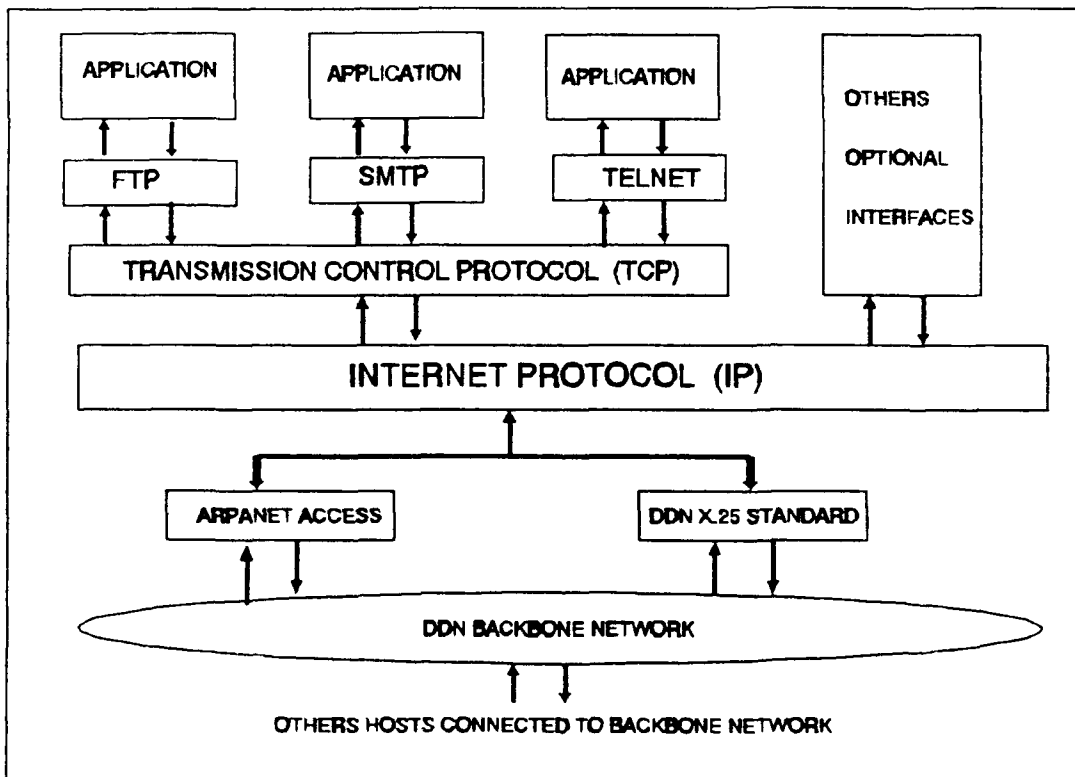 APPLICATION
APPLICATION
APPLICATION
OTHERS
OPTIONAL
INTERFACES
FTP
SMTP
TELNET
TRANSMISSION CONTROL PROTOCOL (TCP)
INTERNET PROTOCOL (IP)
ARPANET ACCESS
DDN X.25 STANDARD
DDN BACKBONE NETWORK
OTHERS HOSTS CONNECTED TO BACKBONE NETWORK